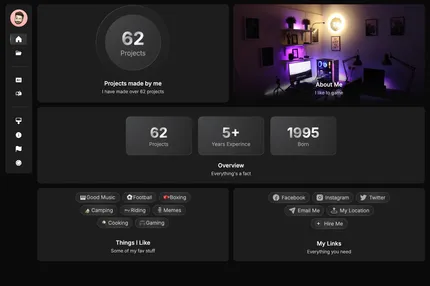 62
Projects
Projects made by me
I have made over 62 projects
About Me
I like to game
62
Projects
5+
Years Experince
1995
Born
Overview
Everything's a fact
Good Music
Football
Boxing
Camping
Riding
Memes
Cooking
Gaming
Things I Like
Some of my fav stuff
Facebook
Instagram
Twitter
Email Me
My Location
+ Hire Me
My Links
Everything you need